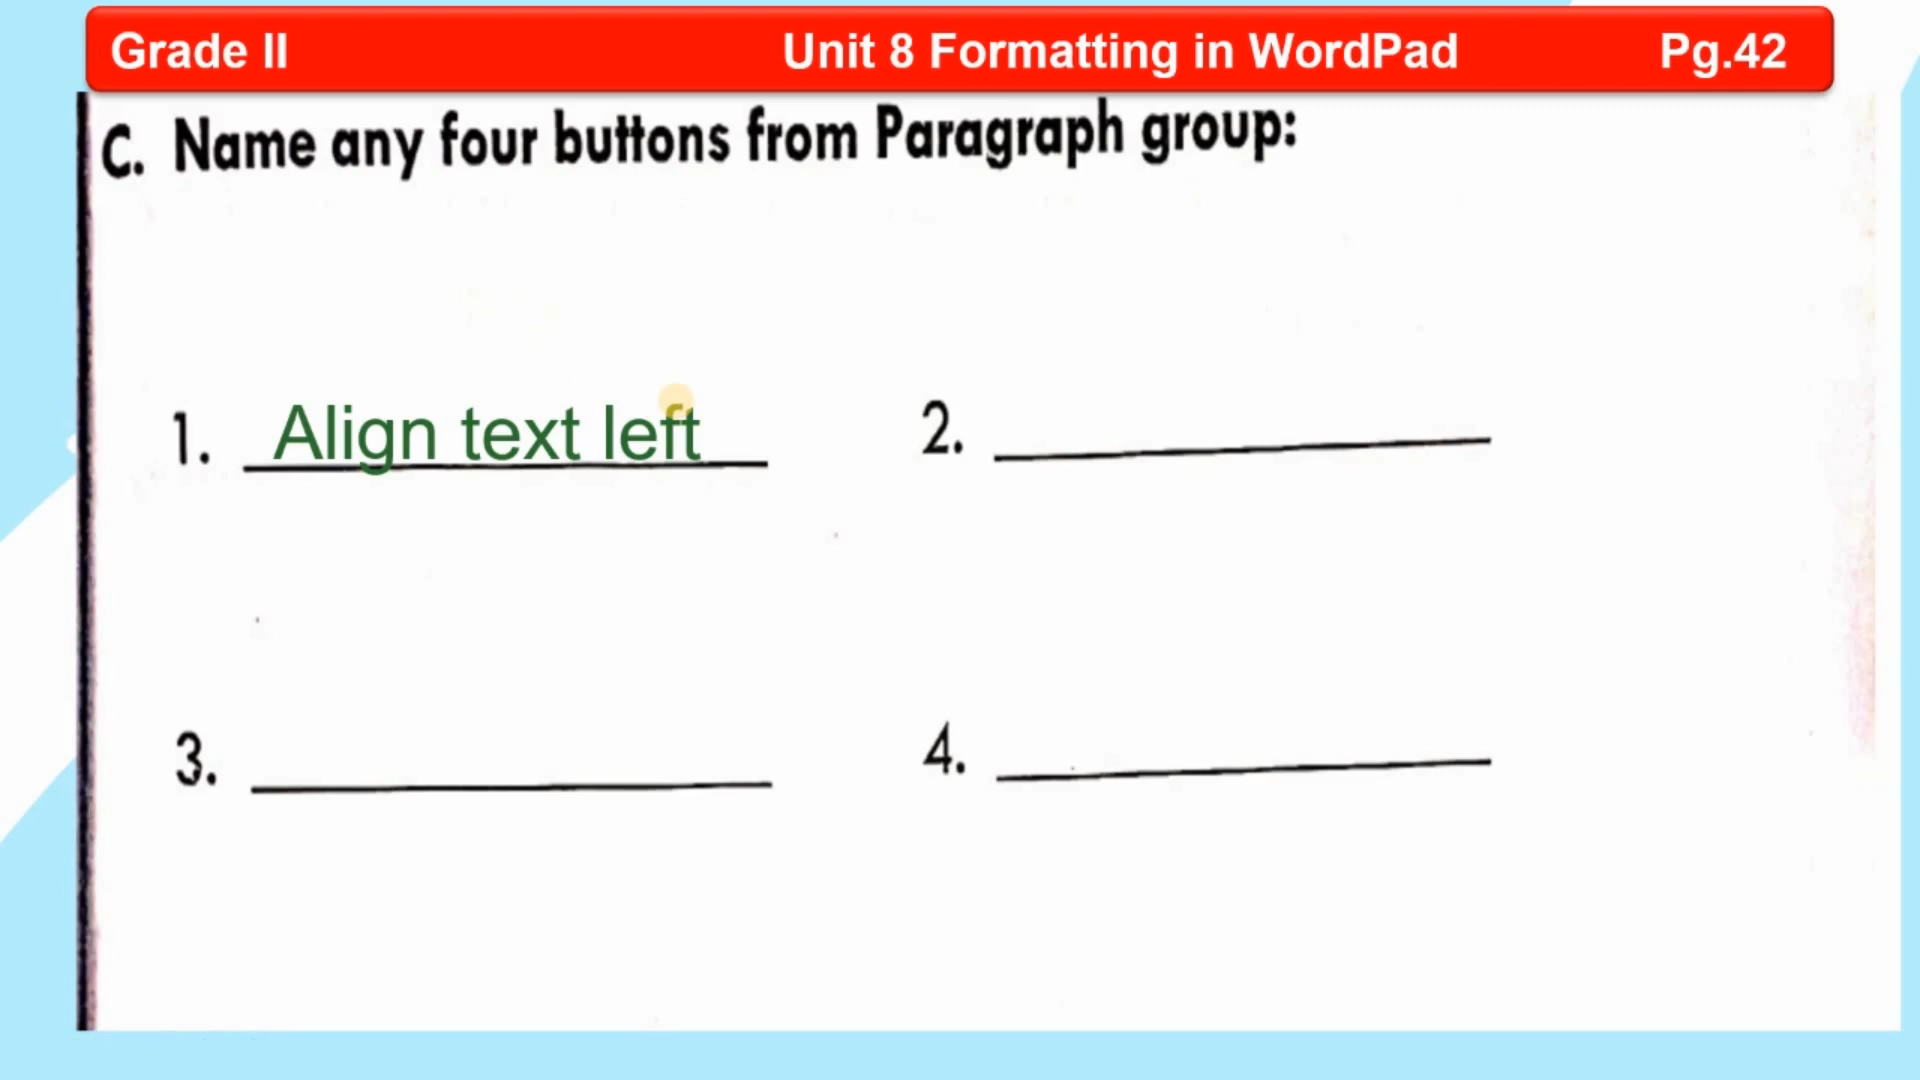 Grade II Unit 8 Formatting in WordPad Pg.42
C. Name any four buttons from Paragraph group:
1. Align text left 2.
3. 4.